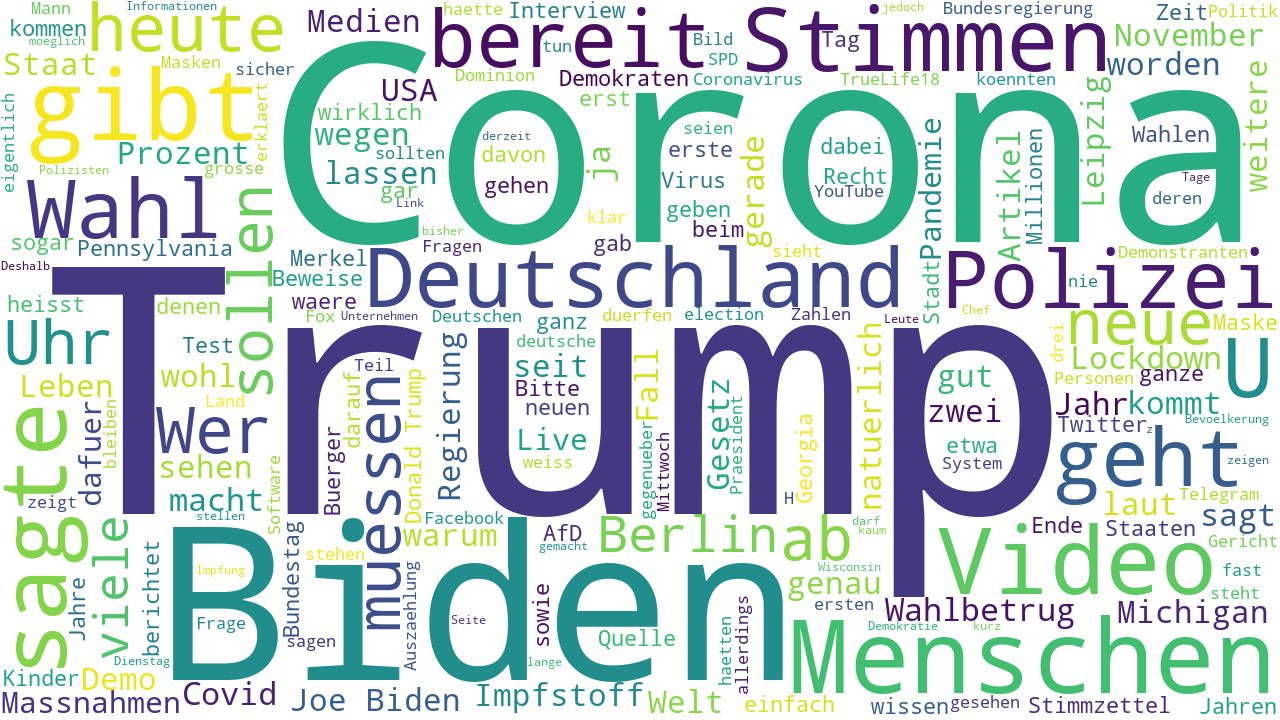 Mann
Informationen
haette
Interview
jedoch
Bundesregierung
Zeit
Politik
kommen
heute
Medien
bereit
Stimmen
November
moeglich
tun
Bild
Tag
Staat
Masken
sicher
SPD
worden
gibt
USA
Dominion
Demokraten
Coronavirus
TrueLife18
koennten
Corona
wirklich
erst
wegen
derzeit
seien
dabei
Wahlen
weitere
eigentlich
Prozent
erklaert
sollten
davon
ja
erste
gerade
Pandemie
Artikel
Millionen
Leipzig
Polizisten
grosse
lassen
gehen
Virus
Recht
YouTube
Tage
Wahl
sollen
gar
Link
klar
geben
deren
sogar
Pennsylvania
bisher
Fragen
gab
beim
sieht
Demonstranten
Deshalb
Merkel
Beweise
Deutschland
Stadt
Polizei
nie
heisst
denen
waere
Fox
Unternehmen
Deutschen
ganz
duerfen
election
Zahlen
Leute
Chef
neue
Maske
Trump
Uhr
Test
deutsche
drei
Lockdown
U
Leben
wohl
Teil
seit
Fall
natuerlich
gut
Personen
ganze
Land
darauf
Regierung
Bitte
neuen
Gesetz
Praesident
zwei
Jahr
kommt
Wer
dafuer
bleiben
muessen
Donald Trump
Live
gegenueber
Mittwoch
Georgia
etwa
Twitter
z
Bevoelkerung
sagte
sehen
Software
Buerger
weiss
System
geht
zeigen
zeigt
macht
H
laut
Telegram
viele
stellen
Facebook
AfD
Berlin
ab
darf
kaum
Ende
Staaten
sagt
Biden
Bundestag
stehen
warum
gemacht
Video
Gericht
Jahre
berichtet
Impfung
Auszaehlung
sowie
genau
Wisconsin
fast
ersten
steht
Frage
Seite
Wahlbetrug
Michigan
sagen
Quelle
haetten
allerdings
Menschen
Demokratie
kurz
Dienstag
lange
Kinder
Demo
Massnahmen
Covid
Joe Biden
Impfstoff
Welt
einfach
wissen
gesehen
Stimmzettel
Jahren